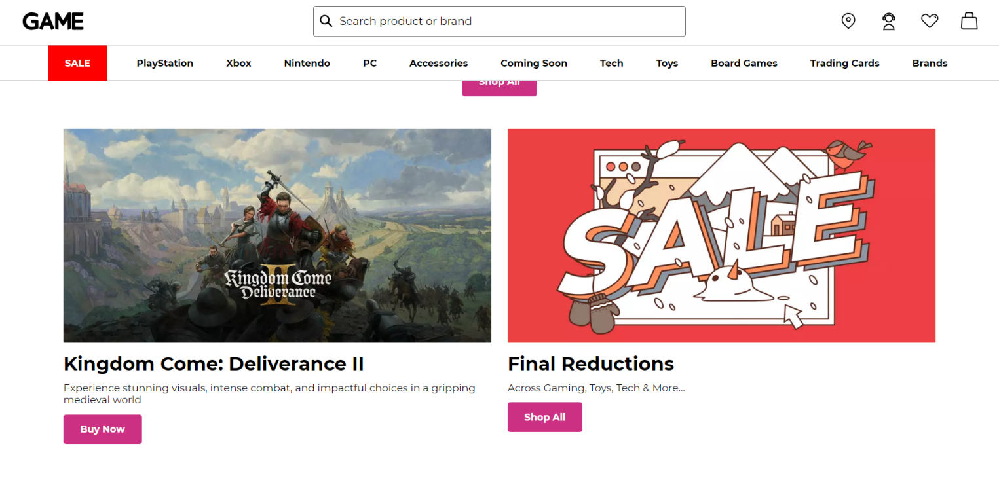 GAME
Search product or brand
SALE PlayStation Xbox Nintendo PC Accessories Coming Soon Tech Toys Board Games Trading Cards Brands
Shop All
Kingdom Come
Deliverance
II
SALE
Kingdom Come: Deliverance II
Experience stunning visuals, intense combat, and impactful choices in a gripping
medieval world
Buy Now
Final Reductions
Across Gaming, Toys, Tech & More...
Shop All